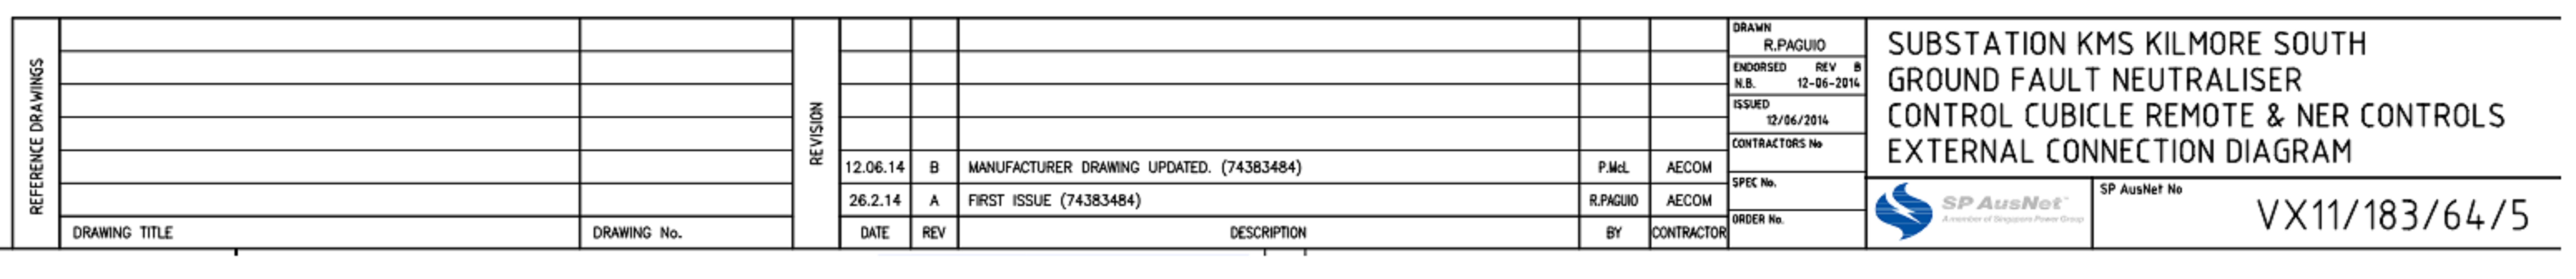 REFERENCE DRAWINGS
DRAWING TITLE
DRAWING No.
REVISION
12.06.14 B MANUFACTURER DRAWING UPDATED. (74383484) P.McL AECOM
26.2.14 A FIRST ISSUE (74383484) R.PAGUIO AECOM
DATE REV DESCRIPTION BY CONTRACTOR
DRAWN
R.PAGUIO
ENDORSED REV B
N.B. 12-06-2014
ISSUED
12/06/2014
CONTRACTORS No
SPEC No.
ORDER No.
SUBSTATION KMS KILMORE SOUTH
GROUND FAULT NEUTRALISER
CONTROL CUBICLE REMOTE & NER CONTROLS
EXTERNAL CONNECTION DIAGRAM
SP AusNet
A member of Singapore Power Group
SP AusNet No
VX11/183/64/5